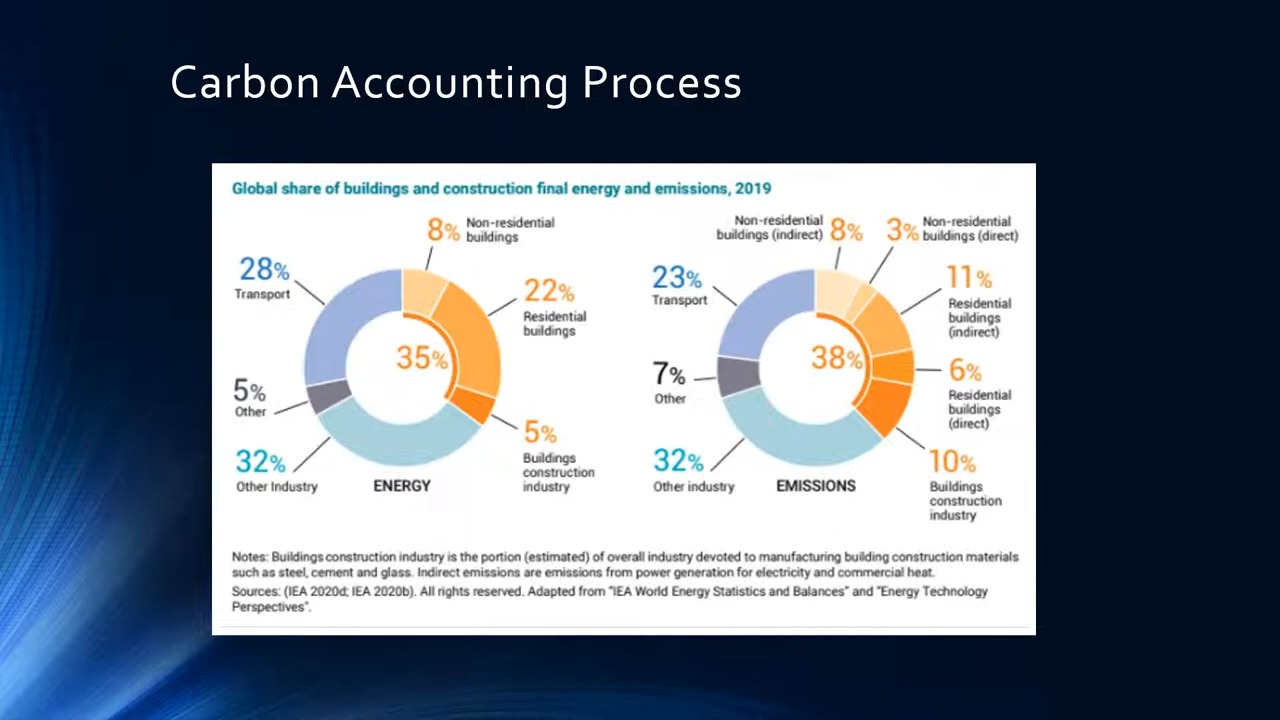 Carbon Accounting Process
Global share of buildings and construction final energy and emissions, 2019
8% Non-residential
buildings
28%
Transport
22%
Residential
buildings
35%
5%
Other
5%
Buildings
construction
industry
32%
Other Industry
ENERGY
Non-residential
buildings (indirect) 8%
3% Non-residential
buildings (direct)
23%
Transport
11%
Residential
buildings
(indirect)
38%
7%
Other
6%
Residential
buildings
(direct)
32%
Other industry
10%
Buildings
construction
industry
EMISSIONS
Notes: Buildings construction industry is the portion (estimated) of overall industry devoted to manufacturing building construction materials
such as steel, cement and glass. Indirect emissions are emissions from power generation for electricity and commercial heat.
Sources: (IEA 2020d; IEA 2020b). All rights reserved. Adapted from "IEA World Energy Statistics and Balances" and "Energy Technology
Perspectives".